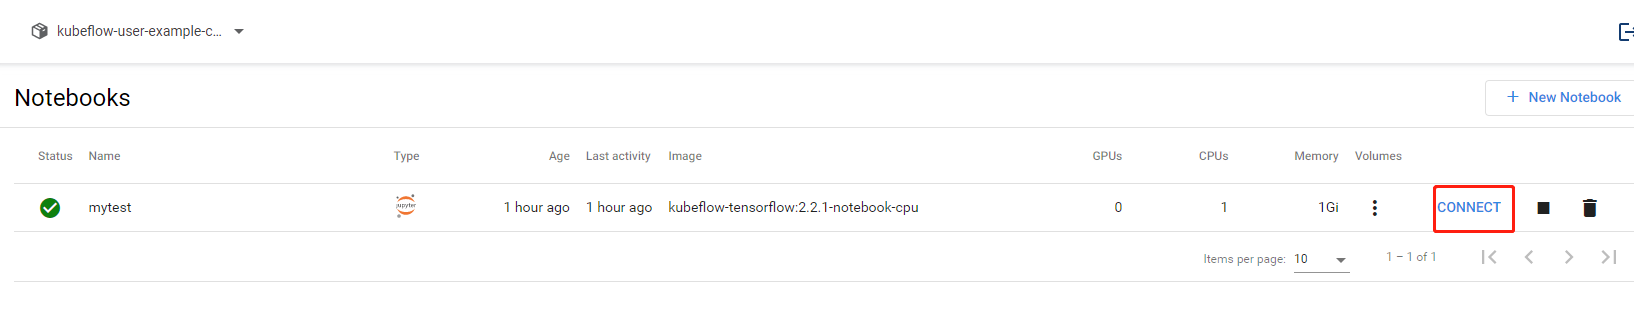 kubeflow-user-example-c...
Notebooks
+ New Notebook
Status Name Type Age Last activity Image GPUs CPUs Memory Volumes
mytest jupyter 1 hour ago 1 hour ago kubeflow-tensorflow:2.2.1-notebook-cpu 0 1 1Gi CONNECT
Items per page: 10 1 – 1 of 1